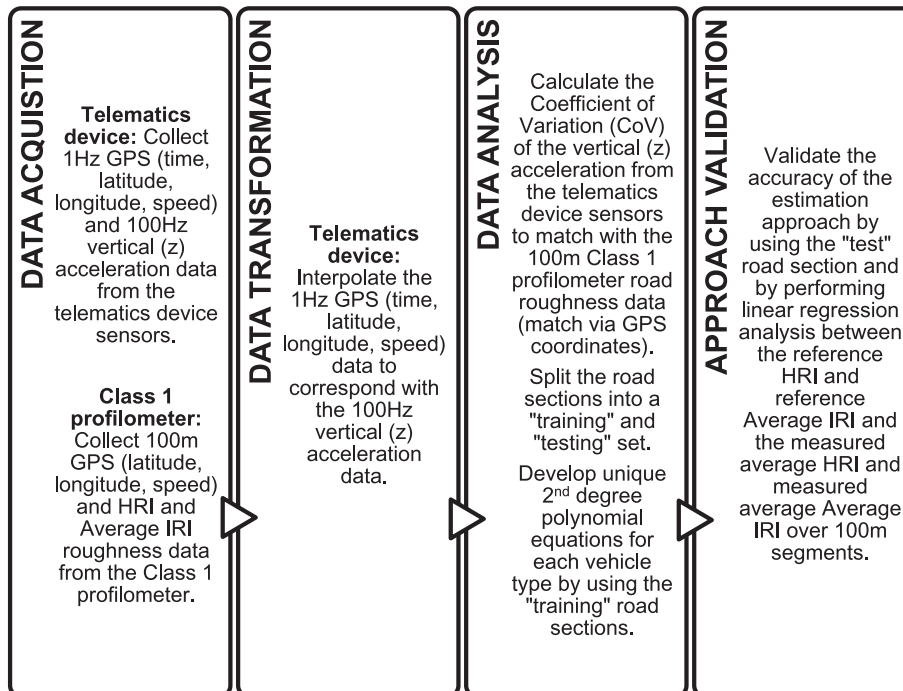 DATA ACQUISTION
Telematics
device: Collect
1Hz GPS (time,
latitude,
longitude, speed)
and 100Hz
vertical (z)
acceleration data
from the
telematics device
sensors.
Class 1
profilometer:
Collect 100m
GPS (latitude,
longitude, speed)
and HRI and
Average IRI
roughness data
from the Class 1
profilometer.
DATA TRANSFORMATION
Telematics
device:
Interpolate the
1Hz GPS (time,
latitude,
longitude, speed)
data to
correspond with
the 100Hz
vertical (z)
acceleration
data.
DATA ANALYSIS
Calculate the
Coefficient of
Variation (CoV)
of the vertical (z)
acceleration from
the telematics
device sensors
to match with the
100m Class 1
profilometer road
roughness data
(match via GPS
coordinates).
Split the road
sections into a
"training" and
"testing" set.
Develop unique
2nd degree
polynomial
equations for
each vehicle
type by using the
"training" road
sections.
APPROACH VALIDATION
Validate the
accuracy of the
estimation
approach by
using the "test"
road section and
by performing
linear regression
analysis between
the reference
HRI and
reference
Average IRI and
the measured
average HRI and
measured
average Average
IRI over 100m
segments.